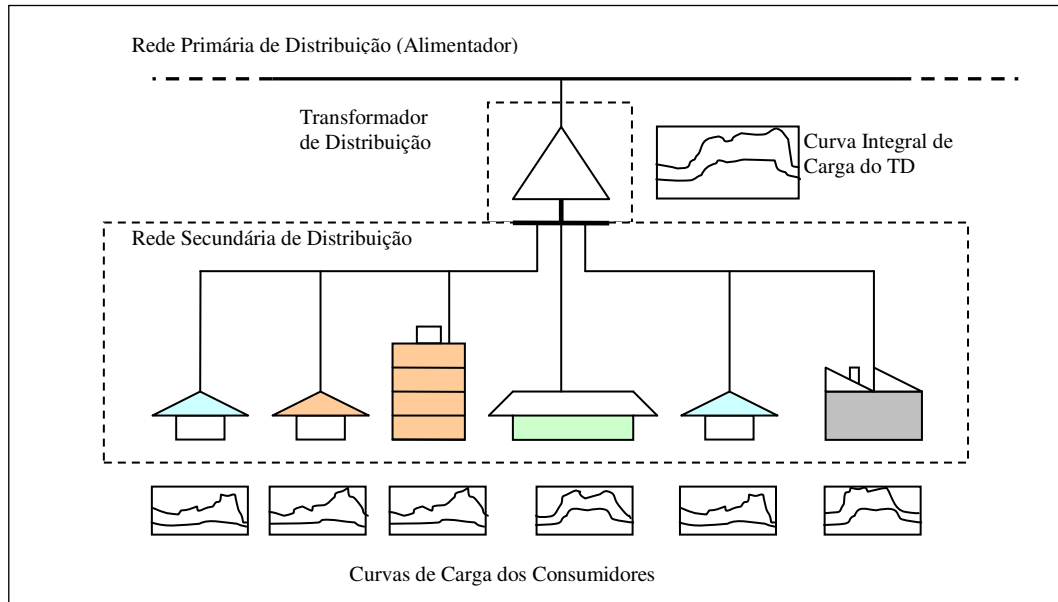 Rede Primária de Distribuição (Alimentador)
Transformador
de Distribuição
Curva Integral de
Carga do TD
Rede Secundária de Distribuição
Curvas de Carga dos Consumidores